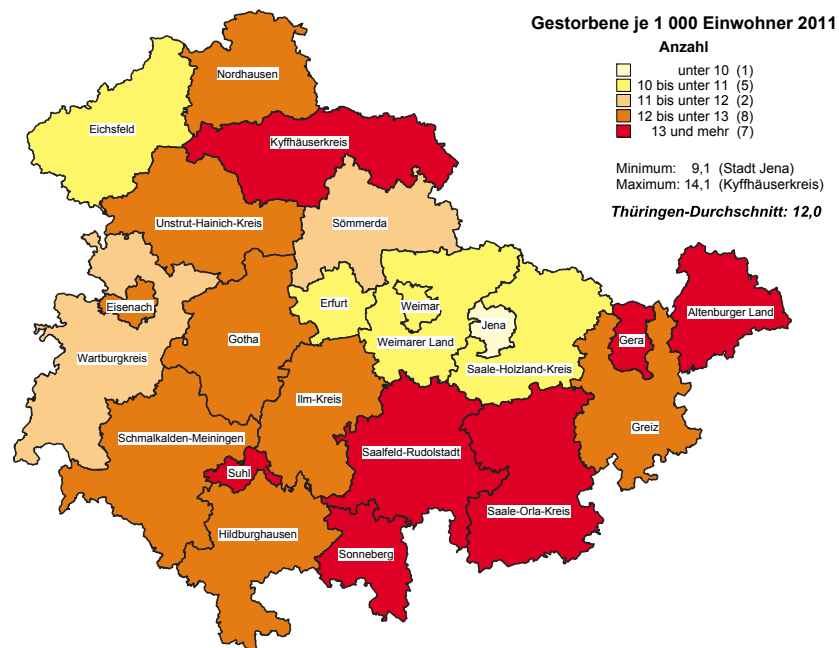 Gestorbene je 1 000 Einwohner 2011
Anzahl
unter 10 (1)
10 bis unter 11 (5)
11 bis unter 12 (2)
12 bis unter 13 (8)
13 und mehr (7)
Minimum: 9,1 (Stadt Jena)
Maximum: 14,1 (Kyffhäuserkreis)
Thüringen-Durchschnitt: 12,0
Nordhausen
Eichsfeld
Kyffhäuserkreis
Unstrut-Hainich-Kreis
Sömmerda
Eisenach
Erfurt
Weimar
Jena
Altenburger Land
Gotha
Weimarer Land
Gera
Wartburgkreis
Saale-Holzland-Kreis
Ilm-Kreis
Greiz
Schmalkalden-Meiningen
Saalfeld-Rudolstadt
Suhl
Saale-Orla-Kreis
Hildburghausen
Sonneberg